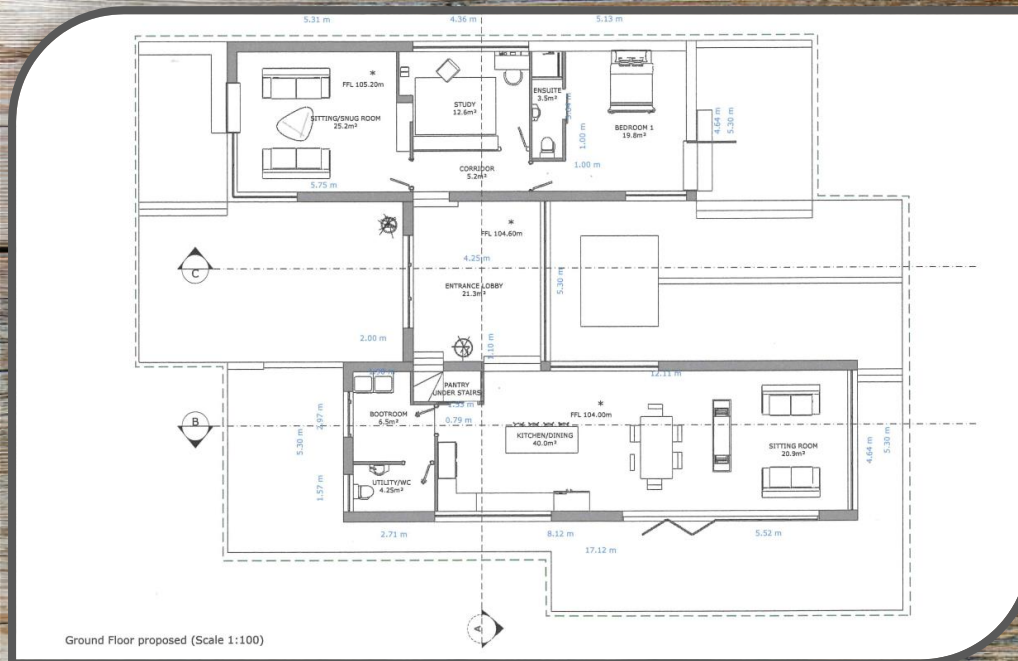 5.31 m
4.36 m
5.13 m
*
FFL 105.20m
SITTING/SNUG ROOM
25.2m²
STUDY
12.6m²
ENSUITE
3.5m²
BEDROOM 1
19.8m²
4.64 m
5.30 m
1.00 m
1.00 m
CORRIDOR
5.2m²
5.75 m
*
FFL 104.60m
C
4.25 m
ENTRANCE LOBBY
21.3m²
5.30 m
2.00 m
1.10 m
12.11 m
PANTRY
UNDER STAIRS
B
BOOTROOM
6.5m²
0.79 m
*
FFL 104.00m
KITCHEN/DINING
40.0m²
SITTING ROOM
20.9m²
5.30 m
4.64 m
5.30 m
UTILITY/WC
4.25m²
1.57 m
2.71 m
8.12 m
5.52 m
17.12 m
A
Ground Floor proposed (Scale 1:100)